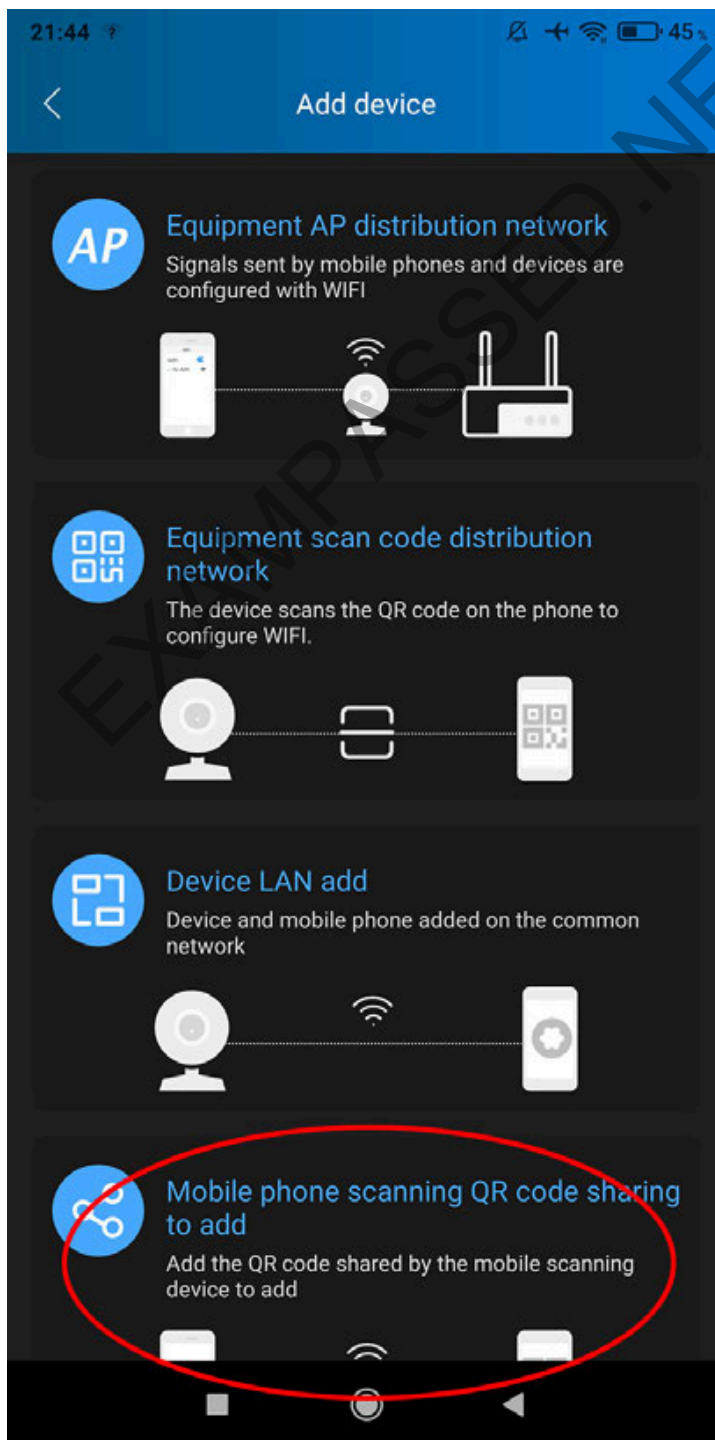 21:44 ?
45%
Add device
AP
Equipment AP distribution network
Signals sent by mobile phones and devices are
configured with WIFI
Equipment scan code distribution
network
The device scans the QR code on the phone to
configure WIFI.
Device LAN add
Device and mobile phone added on the common
network
Mobile phone scanning QR code sharing
to add
Add the QR code shared by the mobile scanning
device to add